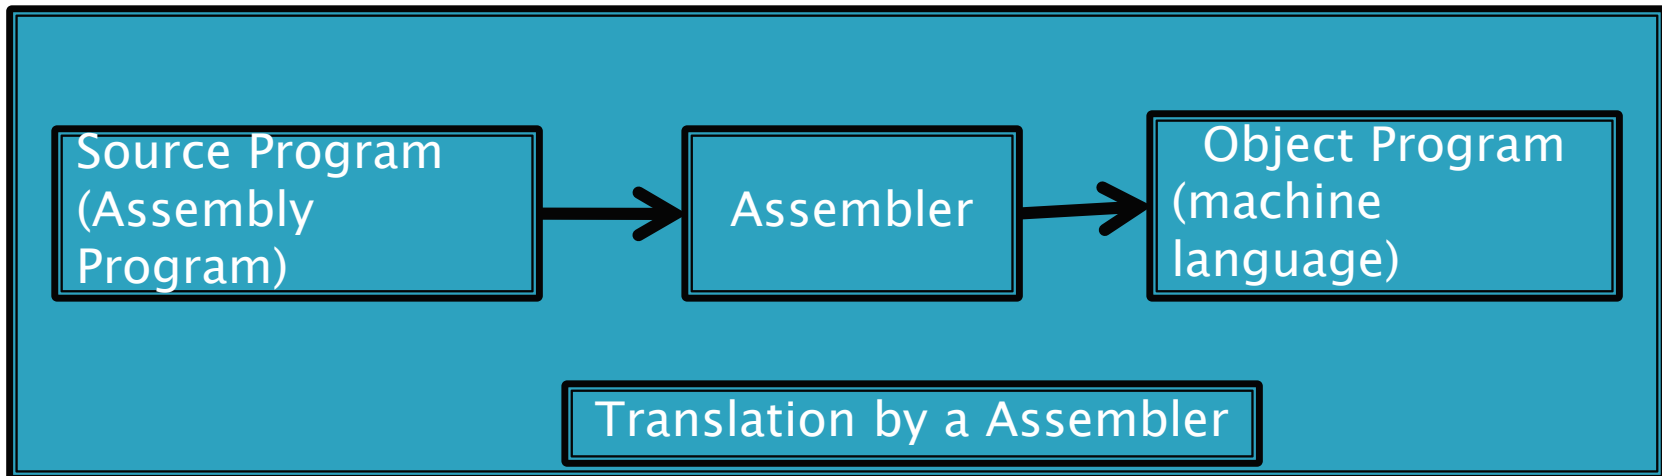 Source Program
(Assembly
Program)
Assembler
Object Program
(machine
language)
Translation by a Assembler